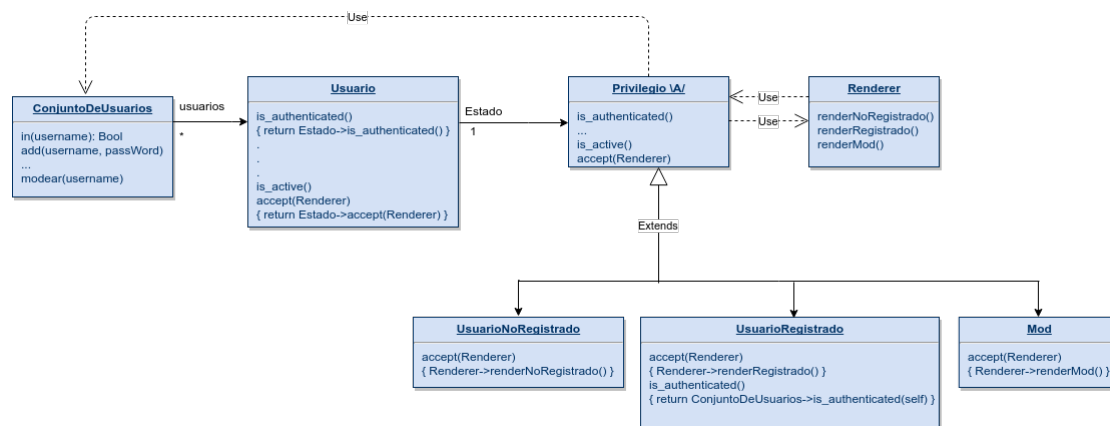 Use
ConjuntoDeUsuarios
in(username): Bool
add(username, passWord)
...
modear(username)
usuarios
*
Usuario
is_authenticated()
{ return Estado->is_authenticated() }
.
.
.
is_active()
accept(Renderer)
{ return Estado->accept(Renderer) }
Estado
1
Privilegio \A/
is_authenticated()
...
is_active()
accept(Renderer)
Use
Use
Renderer
renderNoRegistrado()
renderRegistrado()
renderMod()
Extends
UsuarioNoRegistrado
accept(Renderer)
{ Renderer->renderNoRegistrado() }
UsuarioRegistrado
accept(Renderer)
{ Renderer->renderRegistrado() }
is_authenticated()
{ return ConjuntoDeUsuarios->is_authenticated(self) }
Mod
accept(Renderer)
{ Renderer->renderMod() }